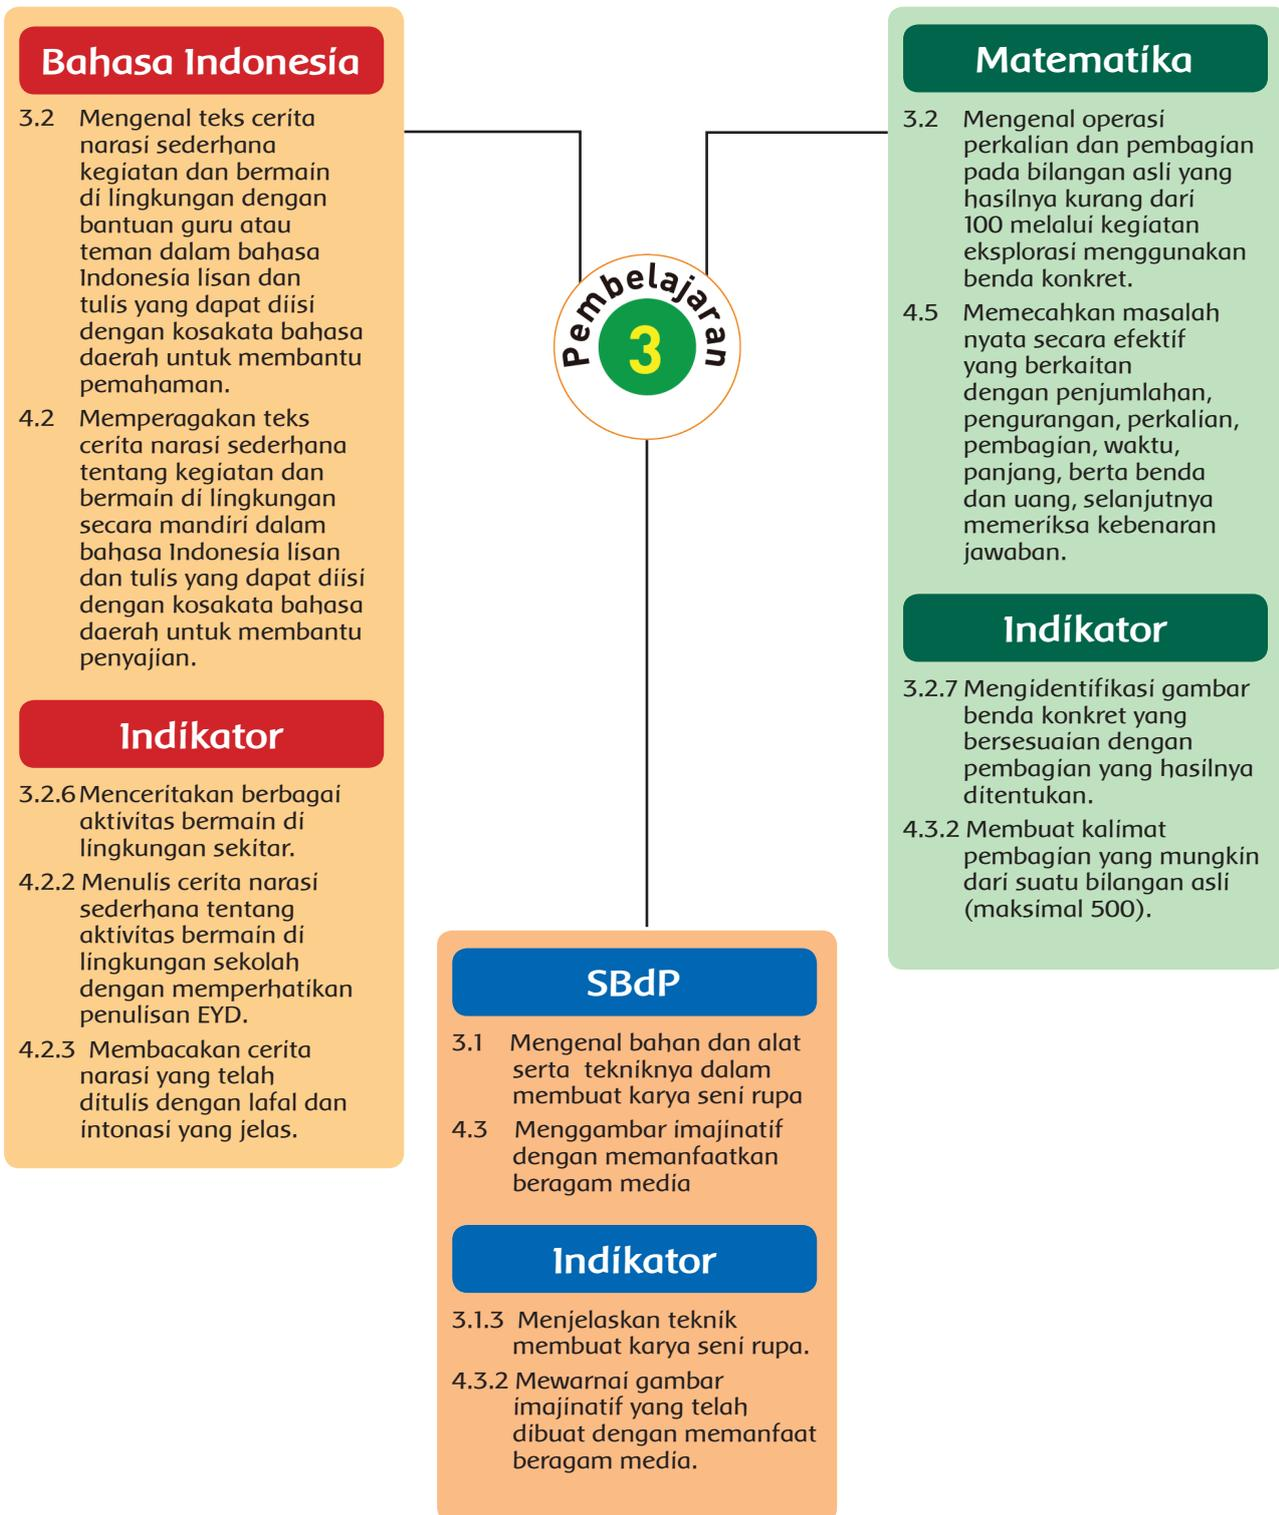 Bahasa Indonesia
3.2 Mengenal teks cerita
narasi sederhana
kegiatan dan bermain
di lingkungan dengan
bantuan guru atau
teman dalam bahasa
Indonesia lisan dan
tulis yang dapat diisi
dengan kosakata bahasa
daerah untuk membantu
pemahaman.
4.2 Memperagakan teks
cerita narasi sederhana
tentang kegiatan dan
bermain di lingkungan
secara mandiri dalam
bahasa Indonesia lisan
dan tulis yang dapat diisi
dengan kosakata bahasa
daerah untuk membantu
penyajian.
Indikator
3.2.6 Menceritakan berbagai
aktivitas bermain di
lingkungan sekitar.
4.2.2 Menulis cerita narasi
sederhana tentang
aktivitas bermain di
lingkungan sekolah
dengan memperhatikan
penulisan EYD.
4.2.3 Membacakan cerita
narasi yang telah
ditulis dengan lafal dan
intonasi yang jelas.
Pembelajaran
3
Matematika
3.2 Mengenal operasi
perkalian dan pembagian
pada bilangan asli yang
hasilnya kurang dari
100 melalui kegiatan
eksplorasi menggunakan
benda konkret.
4.5 Memecahkan masalah
nyata secara efektif
yang berkaitan
dengan penjumlahan,
pengurangan, perkalian,
pembagian, waktu,
panjang, berta benda
dan uang, selanjutnya
memeriksa kebenaran
jawaban.
Indikator
3.2.7 Mengidentifikasi gambar
benda konkret yang
bersesuaian dengan
pembagian yang hasilnya
ditentukan.
4.3.2 Membuat kalimat
pembagian yang mungkin
dari suatu bilangan asli
(maksimal 500).
SBdP
3.1 Mengenal bahan dan alat
serta tekniknya dalam
membuat karya seni rupa
4.3 Menggambar imajinatif
dengan memanfaatkan
beragam media
Indikator
3.1.3 Menjelaskan teknik
membuat karya seni rupa.
4.3.2 Mewarnai gambar
imajinatif yang telah
dibuat dengan memanfaat
beragam media.